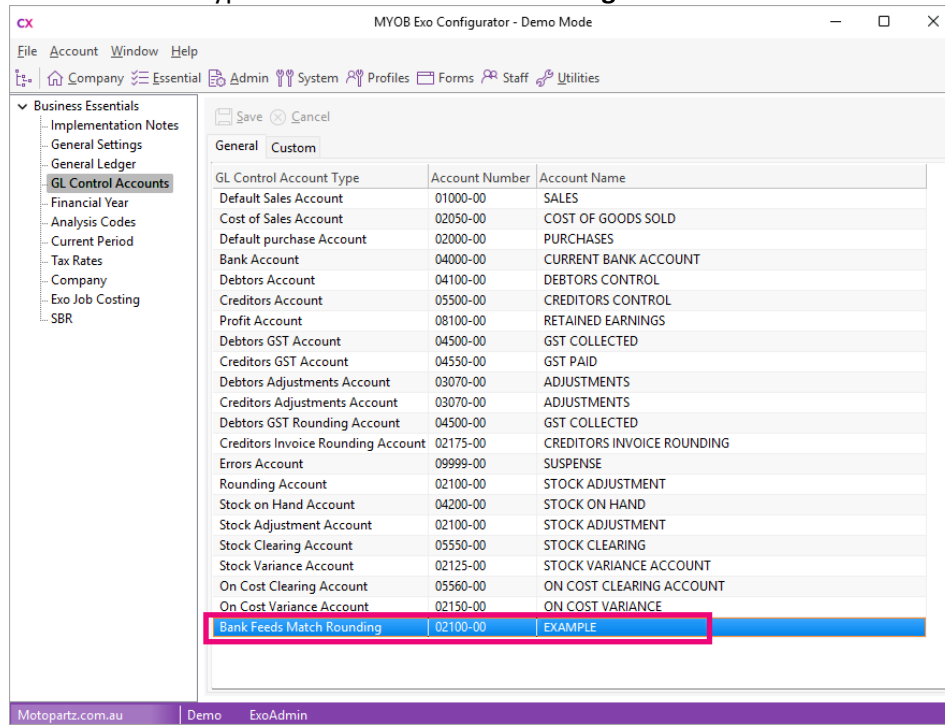 CX MYOB Exo Configurator - Demo Mode
File Account Window Help
Company Essential Admin System Profiles Forms Staff Utilities
Business Essentials
Implementation Notes
General Settings
General Ledger
GL Control Accounts
Financial Year
Analysis Codes
Current Period
Tax Rates
Company
Exo Job Costing
SBR
Save Cancel
General Custom
GL Control Account Type Account Number Account Name
Default Sales Account 01000-00 SALES
Cost of Sales Account 02050-00 COST OF GOODS SOLD
Default purchase Account 02000-00 PURCHASES
Bank Account 04000-00 CURRENT BANK ACCOUNT
Debtors Account 04100-00 DEBTORS CONTROL
Creditors Account 05500-00 CREDITORS CONTROL
Profit Account 08100-00 RETAINED EARNINGS
Debtors GST Account 04500-00 GST COLLECTED
Creditors GST Account 04550-00 GST PAID
Debtors Adjustments Account 03070-00 ADJUSTMENTS
Creditors Adjustments Account 03070-00 ADJUSTMENTS
Debtors GST Rounding Account 04500-00 GST COLLECTED
Creditors Invoice Rounding Account 02175-00 CREDITORS INVOICE ROUNDING
Errors Account 09999-00 SUSPENSE
Rounding Account 02100-00 STOCK ADJUSTMENT
Stock on Hand Account 04200-00 STOCK ON HAND
Stock Adjustment Account 02100-00 STOCK ADJUSTMENT
Stock Clearing Account 05550-00 STOCK CLEARING
Stock Variance Account 02125-00 STOCK VARIANCE ACCOUNT
On Cost Clearing Account 05560-00 ON COST CLEARING ACCOUNT
On Cost Variance Account 02150-00 ON COST VARIANCE
Bank Feeds Match Rounding 02100-00 EXAMPLE
Motopartz.com.au Demo ExoAdmin